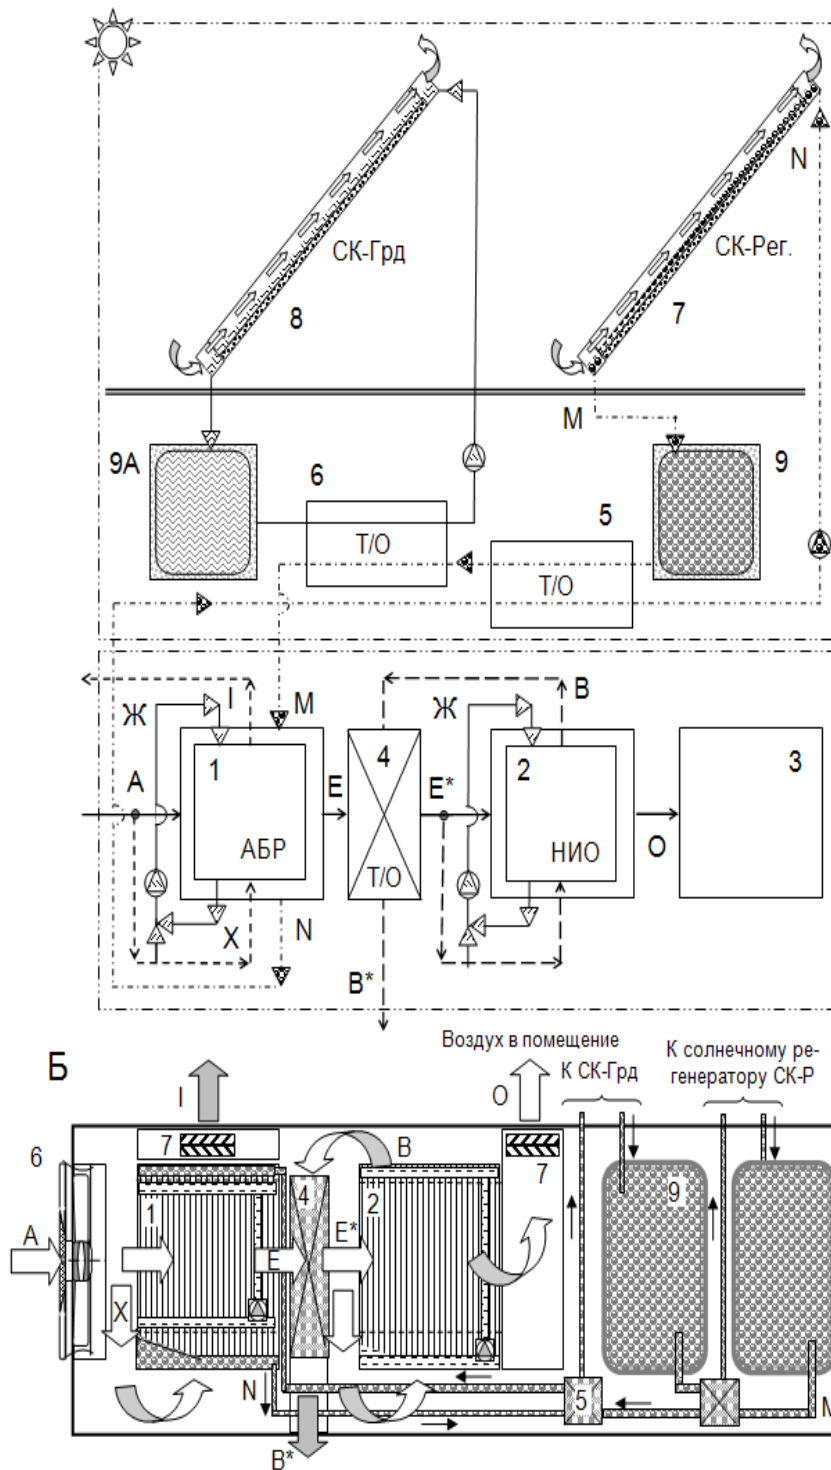 N
СК-Грд
СК-Рег.
8
7
М
9А
6
9
5
Т/О
Т/О
Ж
I
М
В
Ж
А
1
Е
4
Е*
2
3
АБР
Т/О
НИО
О
Х
N
В*
Б
Воздух в помещение
К СК-Грд
К солнечному ре-
генератору СК-Р
I
О
6
7
В
7
9
1
4
2
А
Е
Е*
Х
N
5
М
В*